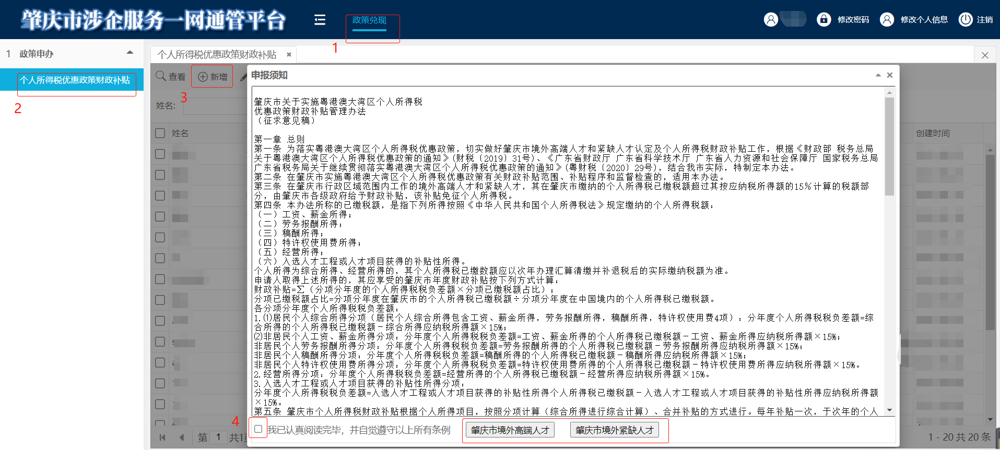 肇庆市涉企服务一网通管平台
政策兑现
修改密码
修改个人信息
注销
1
1 政策申办
个人所得税优惠政策财政补贴
2
个人所得税优惠政策财政补贴
查看
新增
3
姓名:
姓名
创建时间
申报须知
肇庆市关于实施粤港澳大湾区个人所得税
优惠政策财政补贴管理办法
（征求意见稿）
第一章 总则
第一条 为落实粤港澳大湾区个人所得税优惠政策，切实做好肇庆市境外高端人才和紧缺人才认定及个人所得税财政补贴工作，根据《财政部 税务总局
关于粤港澳大湾区个人所得税优惠政策的通知》(财税〔2019〕31号)、《广东省财政厅 广东省科学技术厅 广东省人力资源和社会保障厅 国家税务总局
广东省税务局关于继续贯彻落实粤港澳大湾区个人所得税优惠政策的通知》(粤财税〔2020〕29号)，结合我市实际，特制定本办法。
第二条 在肇庆市实施粤港澳大湾区个人所得税优惠政策有关财政补贴范围、补贴程序和监督检查的，适用本办法。
第三条 在肇庆市行政区域范围内工作的境外高端人才和紧缺人才，其在肇庆市缴纳的个人所得税已缴税额超过其按应纳税所得额的15%计算的税额部
分，由肇庆市各级政府给予财政补贴，该补贴免征个人所得税。
第四条 本办法所称的已缴税额，是指下列所得按照《中华人民共和国个人所得税法》规定缴纳的个人所得税额：
（一）工资、薪金所得；
（二）劳务报酬所得；
（三）稿酬所得；
（四）特许权使用费所得；
（五）经营所得；
（六）入选人才工程或人才项目获得的补贴性所得。
个人所得为综合所得、经营所得的，其个人所得税已缴数额应以次年办理汇算清缴并补退税后的实际缴纳税额为准。
申请人取得上述所得的，其应享受的肇庆市年度财政补贴按下列方式计算：
财政补贴=∑（分项分年度的个人所得税税负差额×分项已缴税额占比）；
分项已缴税额占比=分项分年度在肇庆市的个人所得税已缴税额÷分项分年度在中国境内的个人所得税已缴税额。
各分项分年度个人所得税税负差额：
1.⑴居民个人综合所得分项（居民个人综合所得包含工资、薪金所得，劳务报酬所得，稿酬所得，特许权使用费4项）：分年度个人所得税税负差额=综
合所得的个人所得税已缴税额－综合所得应纳税所得额×15%；
⑵非居民个人工资、薪金所得分项：分年度个人所得税税负差额=工资、薪金所得的个人所得税已缴税额－工资、薪金所得应纳税所得额×15%；
非居民个人劳务报酬所得分项：分年度个人所得税税负差额=劳务报酬所得的个人所得税已缴税额－劳务报酬所得应纳税所得额×15%；
非居民个人稿酬所得分项：分年度个人所得税税负差额=稿酬所得的个人所得税已缴税额－稿酬所得应纳税所得额×15%；
非居民个人特许权使用费所得分项：分年度个人所得税税负差额=特许权使用费所得的个人所得税已缴税额－特许权使用费所得应纳税所得额×15%。
2.经营所得分项：分年度个人所得税税负差额=经营所得的个人所得税已缴税额－经营所得应纳税所得额×15%。
3.入选人才工程或人才项目获得的补贴性所得分项：
分年度个人所得税税负差额=入选人才工程或人才项目获得的补贴性所得个人所得税已缴税额－入选人才工程或人才项目获得的补贴性所得应纳税所得额
×15%。
第五条 肇庆市个人所得税财政补贴根据个人所得项目，按照分项计算（综合所得进行综合计算）、合并补贴的方式进行。每年补贴一次，于次年的个人
4
我已认真阅读完毕，并自觉遵守以上所有条例
肇庆市境外高端人才
肇庆市境外紧缺人才
第 1 共1
1 - 20 共 20 条